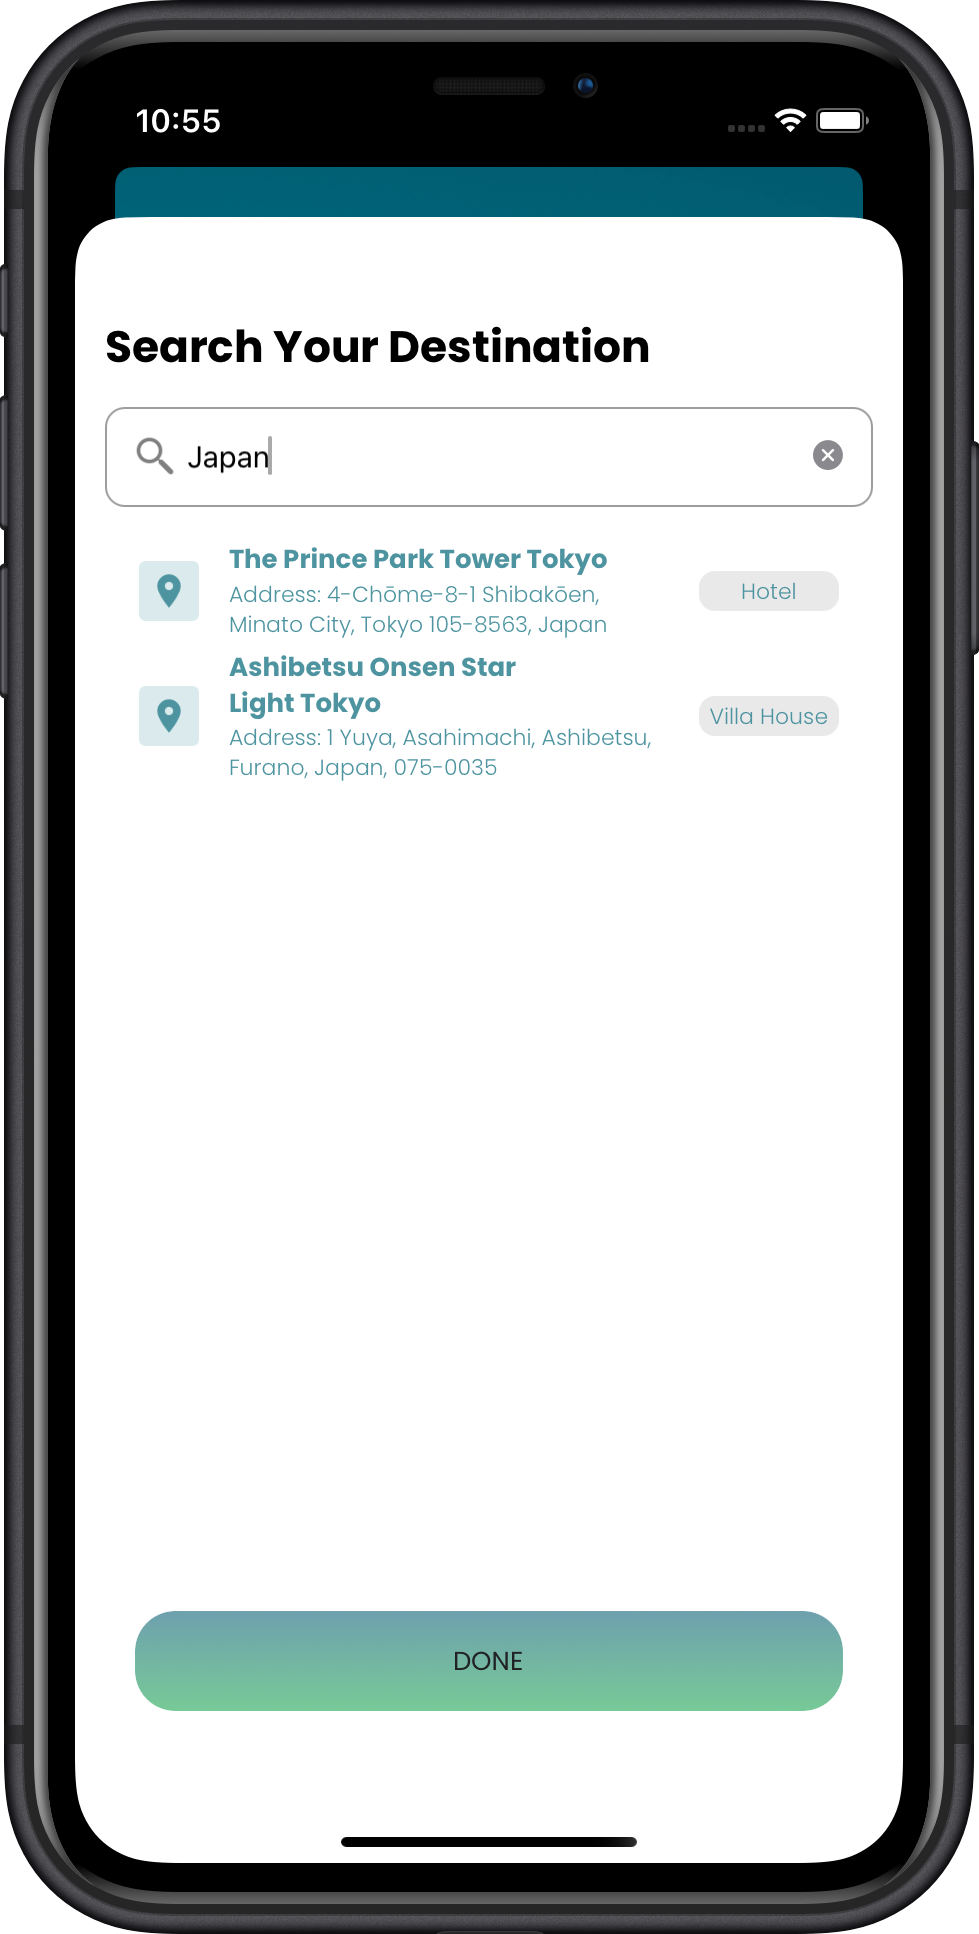 10:55
Search Your Destination
Japan
The Prince Park Tower Tokyo
Address: 4-Chōme-8-1 Shibakōen,
Minato City, Tokyo 105-8563, Japan
Hotel
Ashibetsu Onsen Star
Light Tokyo
Address: 1 Yuya, Asahimachi, Ashibetsu,
Furano, Japan, 075-0035
Villa House
DONE